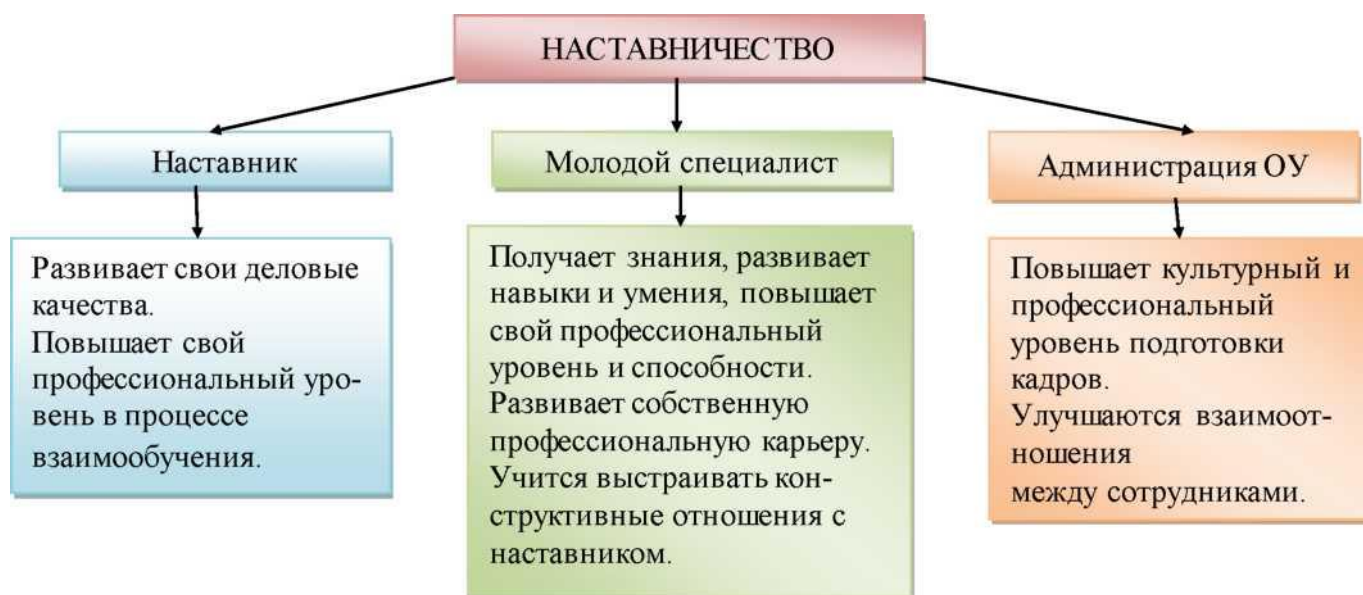 НАСТАВНИЧЕСТВО
Наставник
Развивает свои деловые
качества.
Повышает свой
профессиональный уро-
вень в процессе
взаимообучения.
Молодой специалист
Получает знания, развивает
навыки и умения, повышает
свой профессиональный
уровень и способности.
Развивает собственную
профессиональную карьеру.
Учится выстраивать кон-
структивные отношения с
наставником.
Администрация ОУ
Повышает культурный и
профессиональный
уровень подготовки
кадров.
Улучшаются взаимоот-
ношения
между сотрудниками.